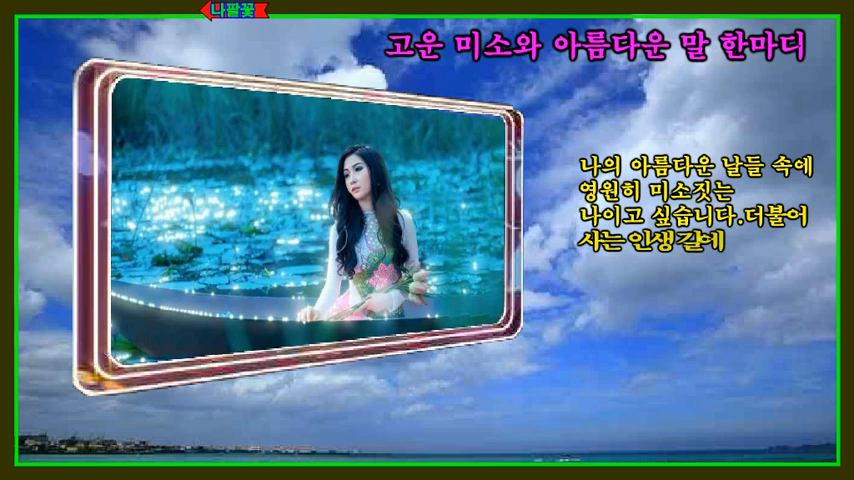 나팔꽃
고운 미소와 아름다운 말 한마디
나의 아름다운 날들 속에
영원히 미소짓는
나이고 싶습니다.더불어
사는 인생길에